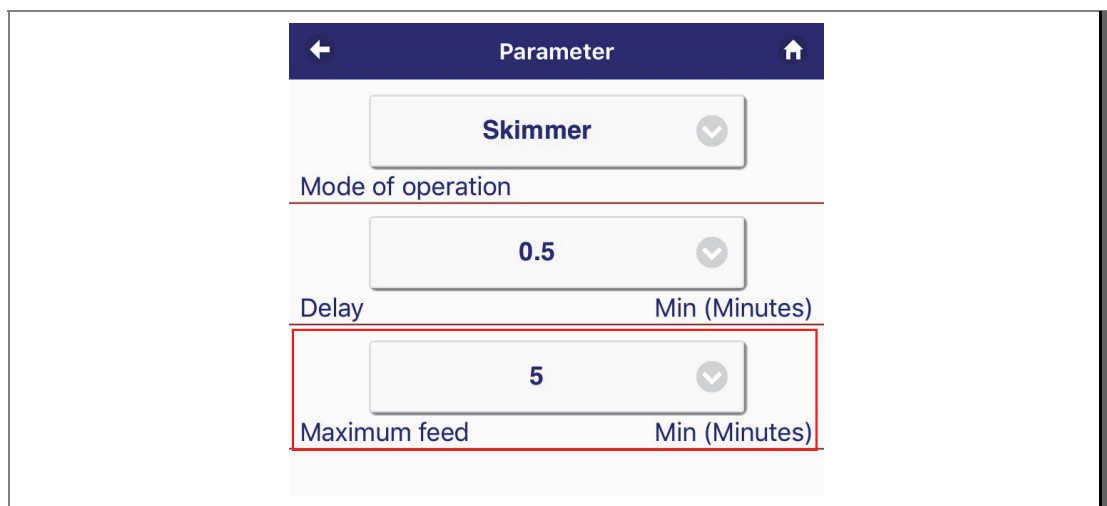 Parameter
Skimmer
Mode of operation
0.5
Delay Min (Minutes)
5
Maximum feed Min (Minutes)